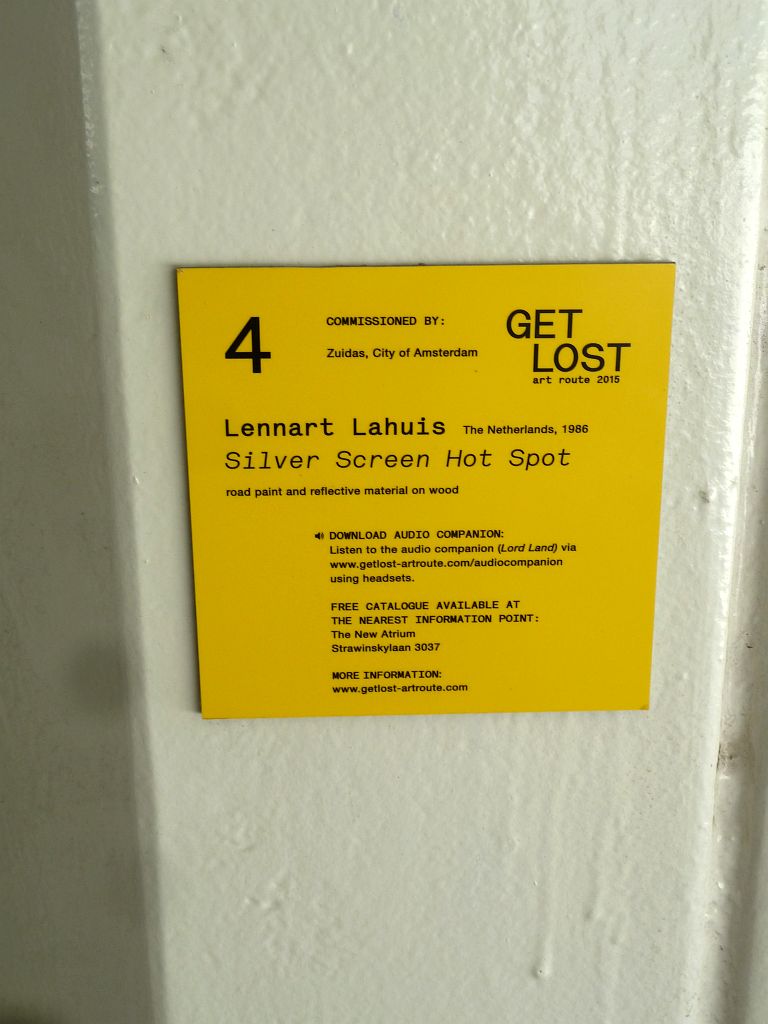 4
COMMISSIONED BY:
Zuidas, City of Amsterdam
GET
LOST
art route 2015
Lennart Lahuis The Netherlands, 1986
Silver Screen Hot Spot
road paint and reflective material on wood
DOWNLOAD AUDIO COMPANION:
Listen to the audio companion (Lord Land) via
www.getlost-artroute.com/audiocompanion
using headsets.
FREE CATALOGUE AVAILABLE AT
THE NEAREST INFORMATION POINT:
The New Atrium
Strawinskylaan 3037
MORE INFORMATION:
www.getlost-artroute.com